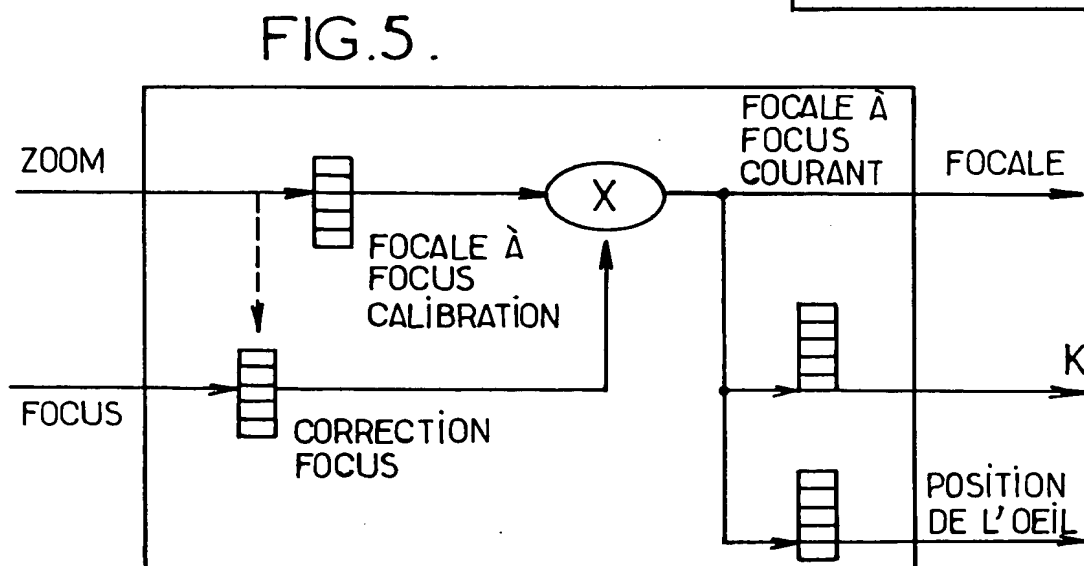 FIG.5.
ZOOM
FOCALE À
FOCUS
CALiBRATiON
X
FOCALE À
FOCUS
COURANT
FOCALE
FOCUS
CORRECTiON
FOCUS
K
POSiTiON
DE L'OEiL